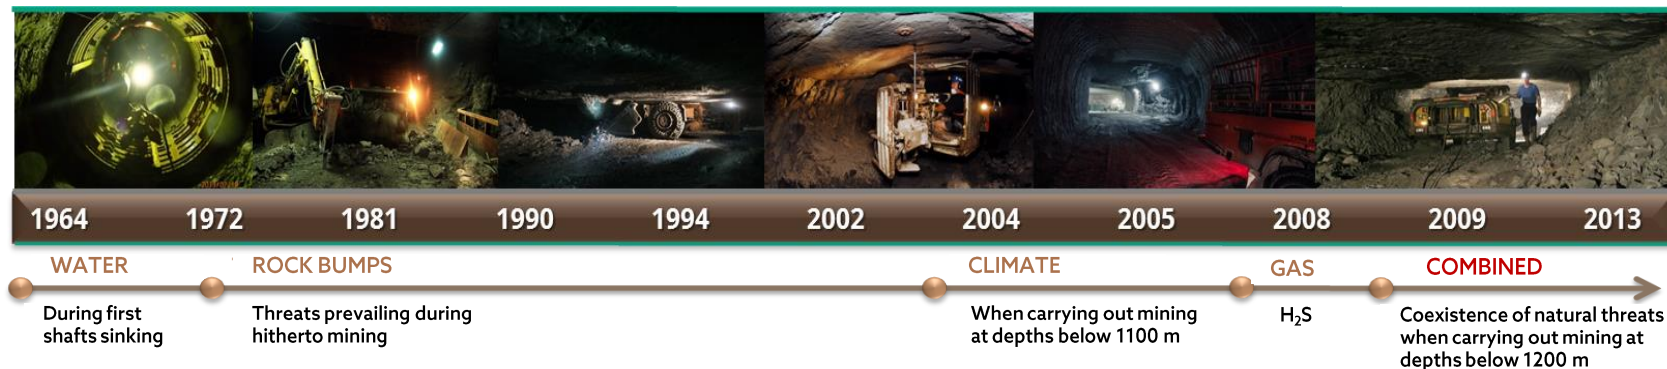 1964 1972 1981 1990 1994 2002 2004 2005 2008 2009 2013
WATER
During first
shafts sinking
ROCK BUMPS
Threats prevailing during
hitherto mining
CLIMATE
When carrying out mining
at depths below 1100 m
GAS
H₂S
COMBINED
Coexistence of natural threats
when carrying out mining at
depths below 1200 m